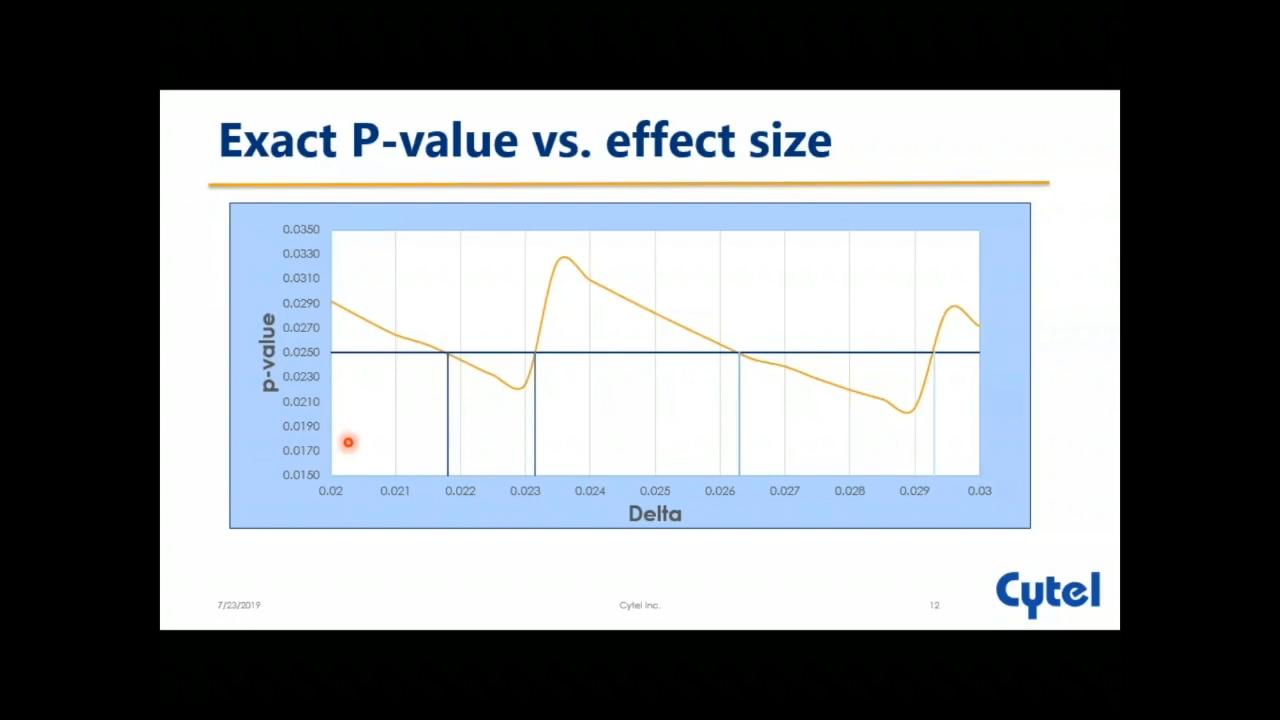 Exact P-value vs. effect size
0.0350
0.0330
0.0310
0.0290
0.0270
0.0250
0.0230
0.0210
0.0190
0.0170
0.0150
p-value
0.02 0.021 0.022 0.023 0.024 0.025 0.026 0.027 0.028 0.029 0.03
Delta
7/23/2019 Cytel Inc. 12
Cytel